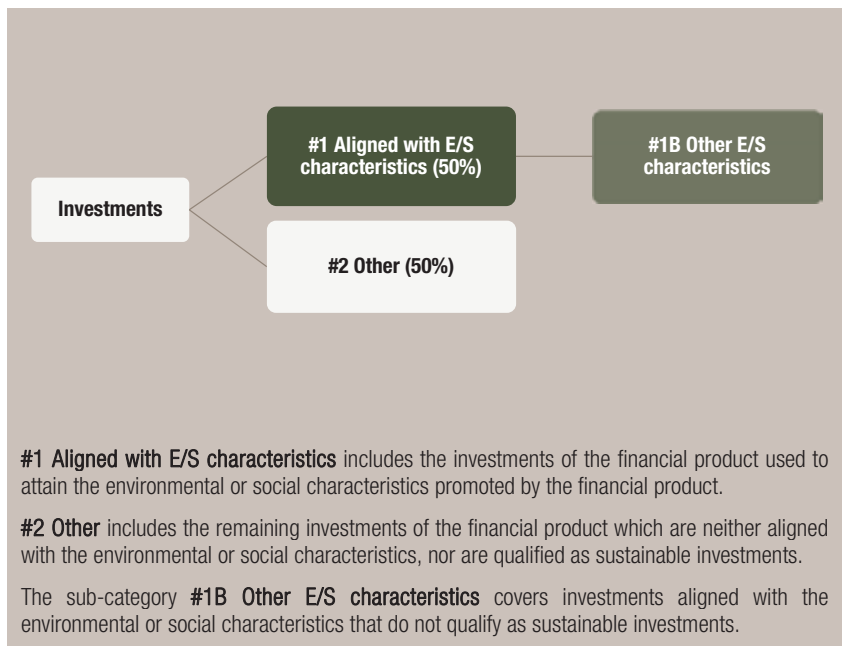 #1 Aligned with E/S
characteristics (50%)
#1B Other E/S
characteristics
Investments
#2 Other (50%)
#1 Aligned with E/S characteristics includes the investments of the financial product used to
attain the environmental or social characteristics promoted by the financial product.
#2 Other includes the remaining investments of the financial product which are neither aligned
with the environmental or social characteristics, nor are qualified as sustainable investments.
The sub-category #1B Other E/S characteristics covers investments aligned with the
environmental or social characteristics that do not qualify as sustainable investments.